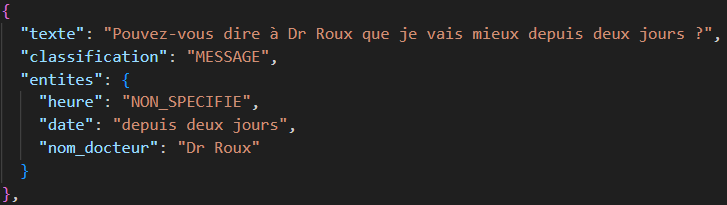 {
"texte": "Pouvez-vous dire à Dr Roux que je vais mieux depuis deux jours ?",
"classification": "MESSAGE",
"entites": {
"heure": "NON_SPECIFIE",
"date": "depuis deux jours",
"nom_docteur": "Dr Roux"
}
},